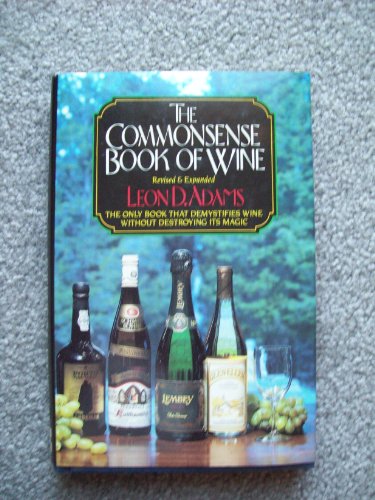 THE
COMMONSENSE
BOOK OF WINE
Revised & Expanded
LEON D. ADAMS
THE ONLY BOOK THAT DEMYSTIFIES WINE
WITHOUT DESTROYING ITS MAGIC
LEMBEY